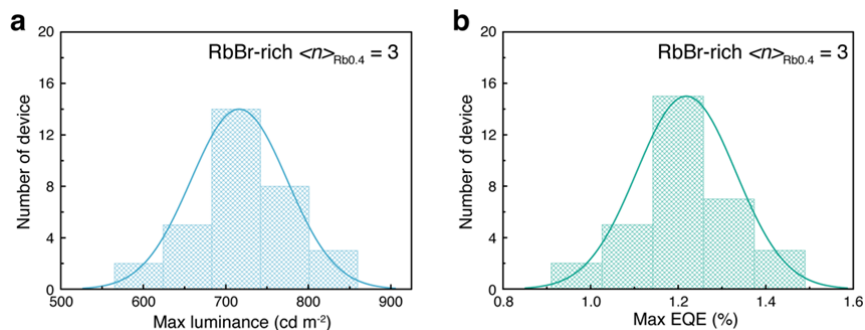 a
RbBr-rich <n>Rb0.4 = 3
Number of device
20
16
12
8
4
0
500
600
700
800
900
Max luminance (cd m-2)
b
RbBr-rich <n>Rb0.4 = 3
Number of device
20
16
12
8
4
0
0.8
1.0
1.2
1.4
1.6
Max EQE (%)